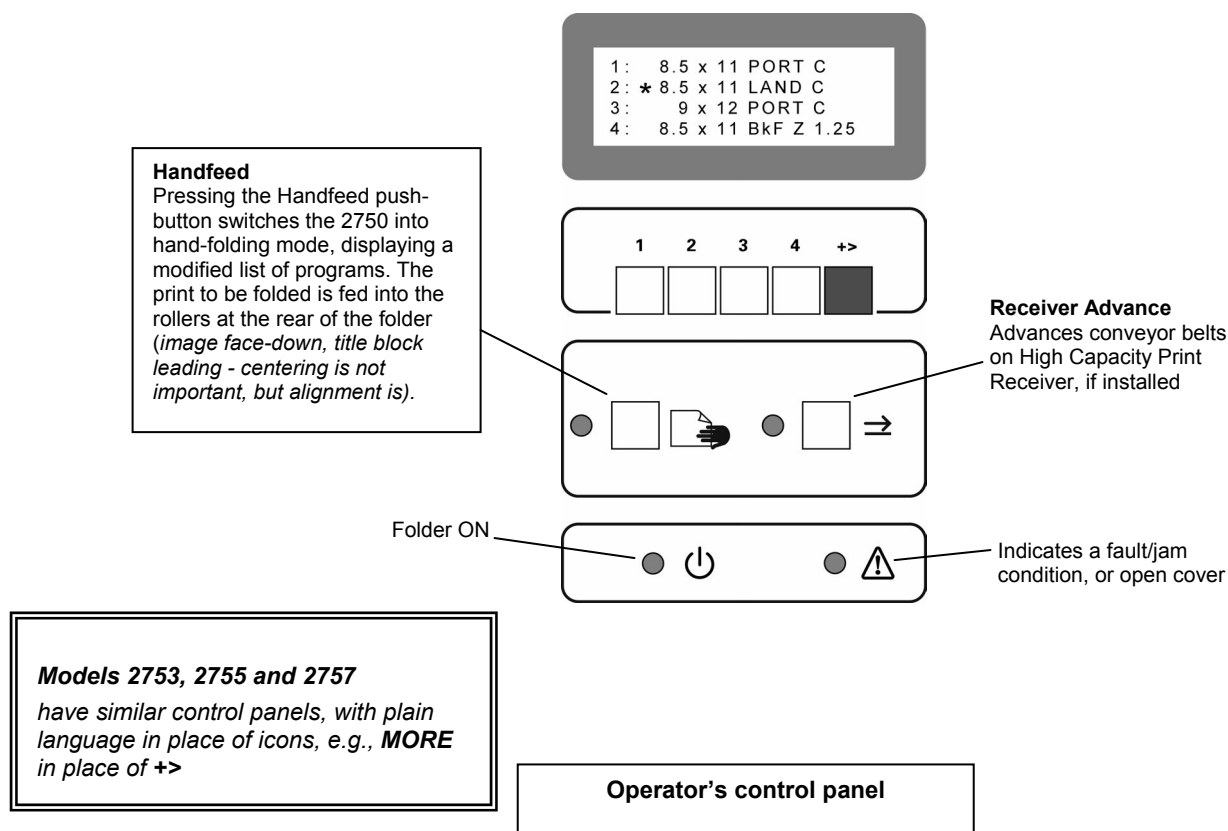 1:   8.5 x 11 PORT C
2: * 8.5 x 11 LAND C
3:     9 x 12 PORT C
4:   8.5 x 11 BkF Z 1.25
Handfeed
Pressing the Handfeed push-
button switches the 2750 into
hand-folding mode, displaying a
modified list of programs. The
print to be folded is fed into the
rollers at the rear of the folder
(image face-down, title block
leading - centering is not
important, but alignment is).
1 2 3 4 +>
Receiver Advance
Advances conveyor belts
on High Capacity Print
Receiver, if installed
Folder ON
Indicates a fault/jam
condition, or open cover
Models 2753, 2755 and 2757
have similar control panels, with plain
language in place of icons, e.g., MORE
in place of +>
Operator's control panel